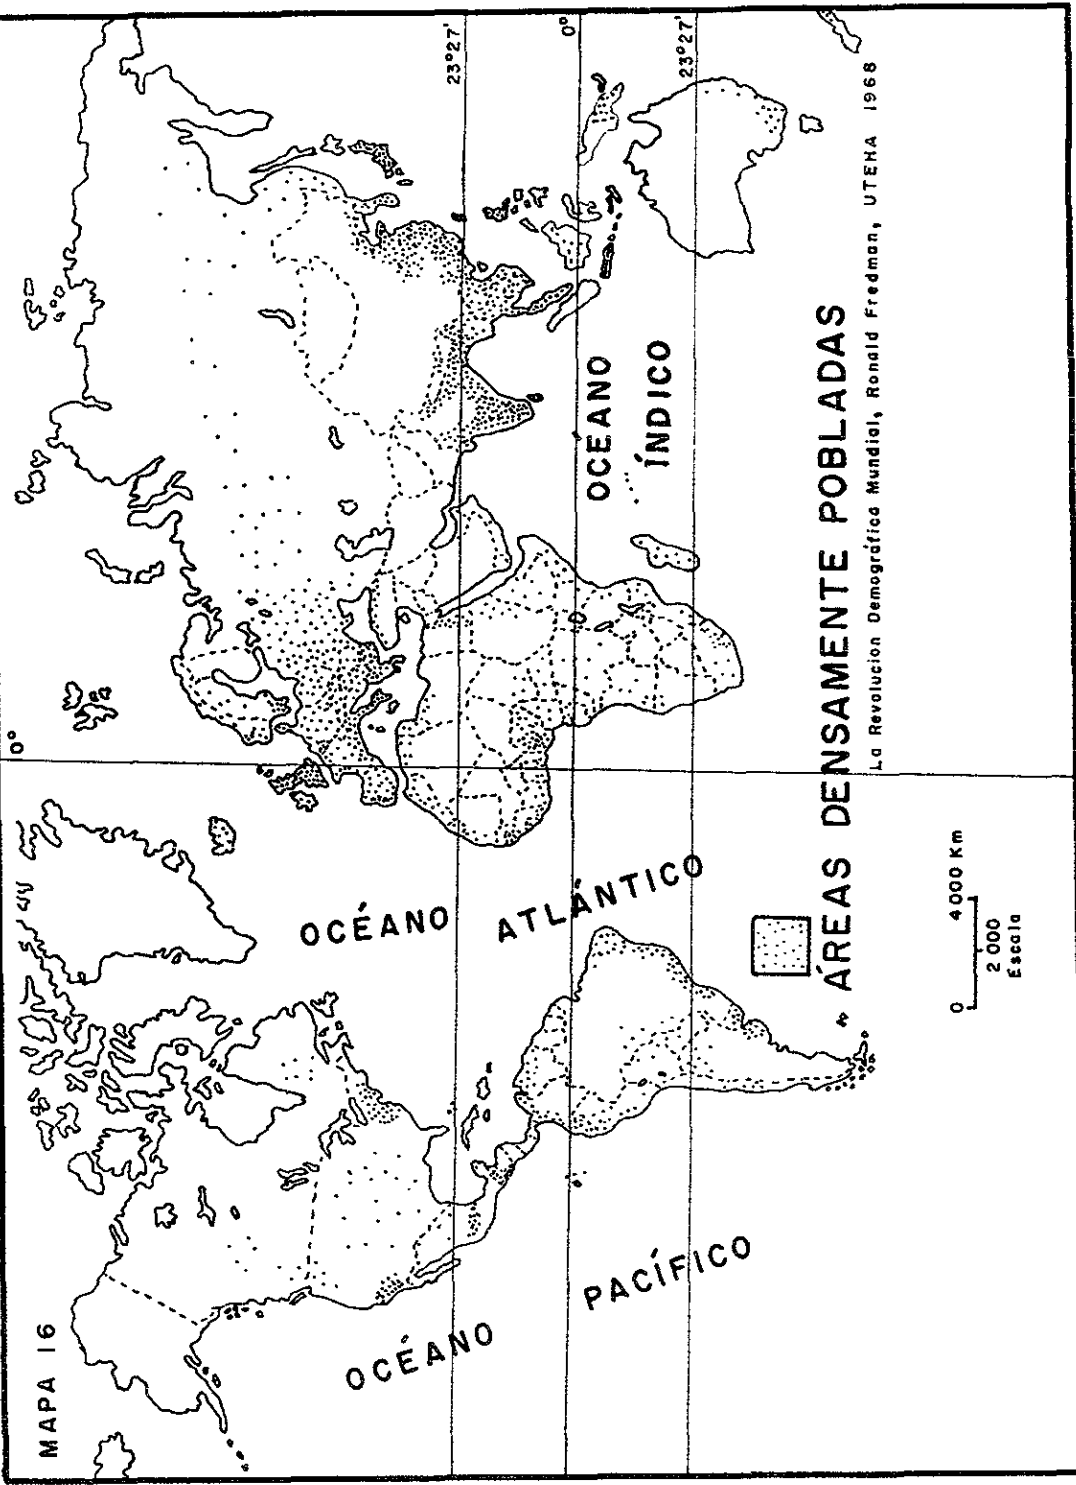 MAPA 16
0°
23°27'
0°
23°27'
OCÉANO
PACÍFICO
OCÉANO
ATLÁNTICO
OCEANO
ÍNDICO
ÁREAS DENSAMENTE POBLADAS
La Revolucion Demográfica Mundial, Ronald Fredman, UTEHA 1968
0 4000 Km
2 000
Escala